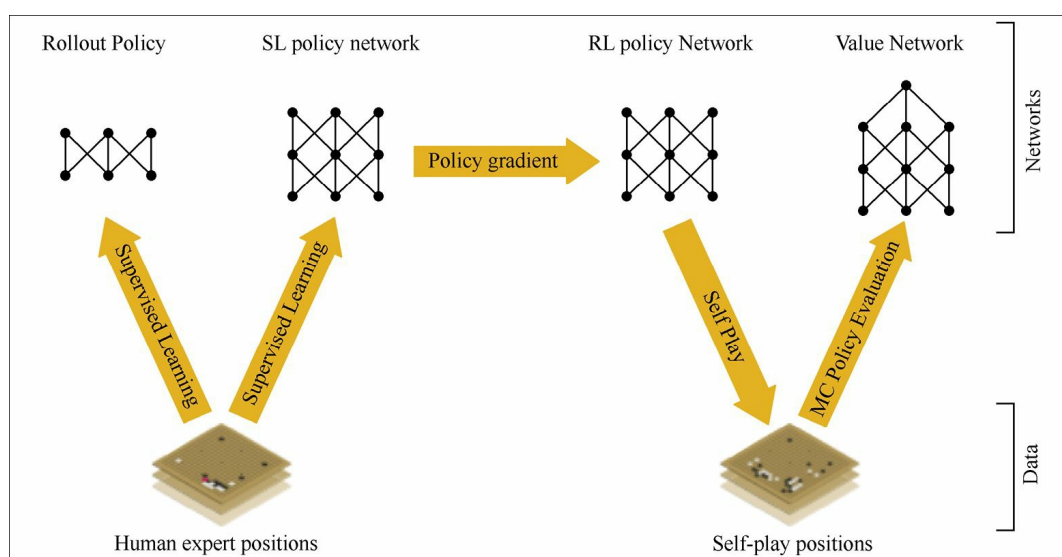 Rollout Policy
SL policy network
RL policy Network
Value Network
Networks
Policy gradient
Supervised Learning
Supervised Learning
Self Play
MC Policy Evaluation
Data
Human expert positions
Self-play positions